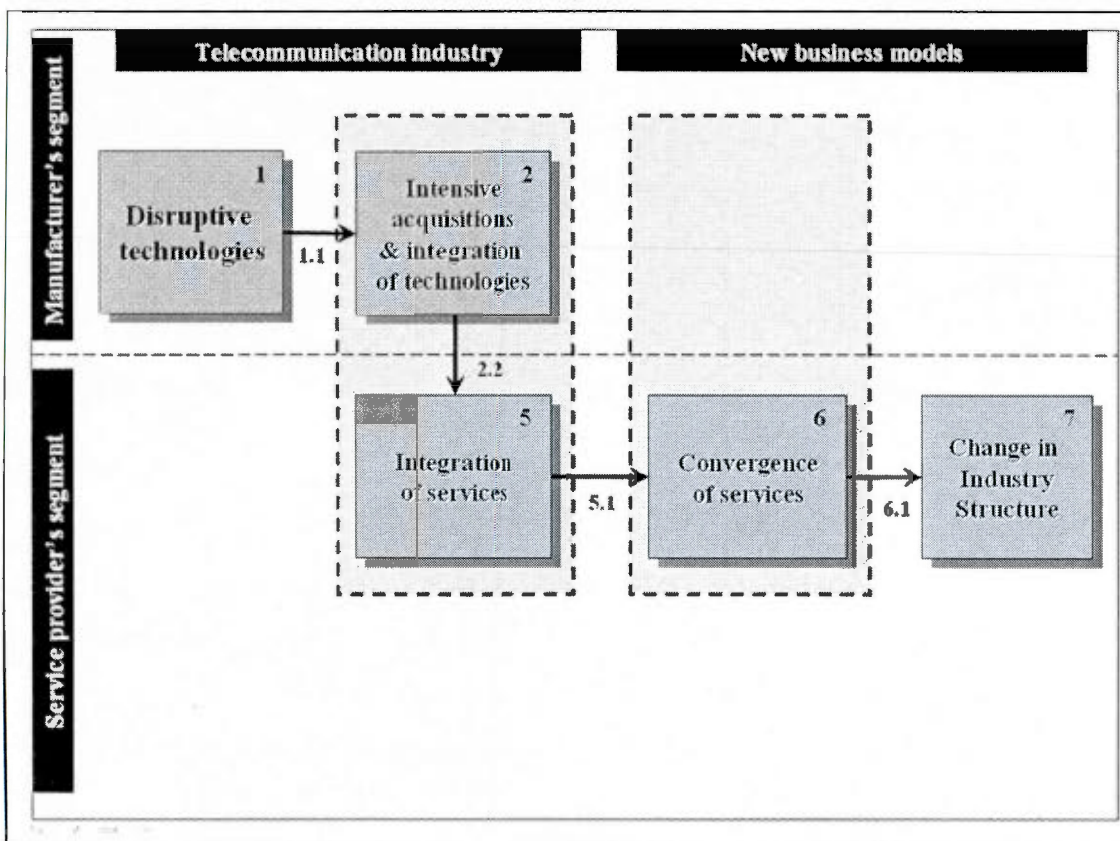 Telecommunication industry
New business models
Manufacturer's segment
1
Disruptive
technologies
1.1
2
Intensive
acquisitions
& integration
of technologies
2.2
Service provider's segment
5
Integration
of services
5.1
6
Convergence
of services
6.1
7
Change in
Industry
Structure